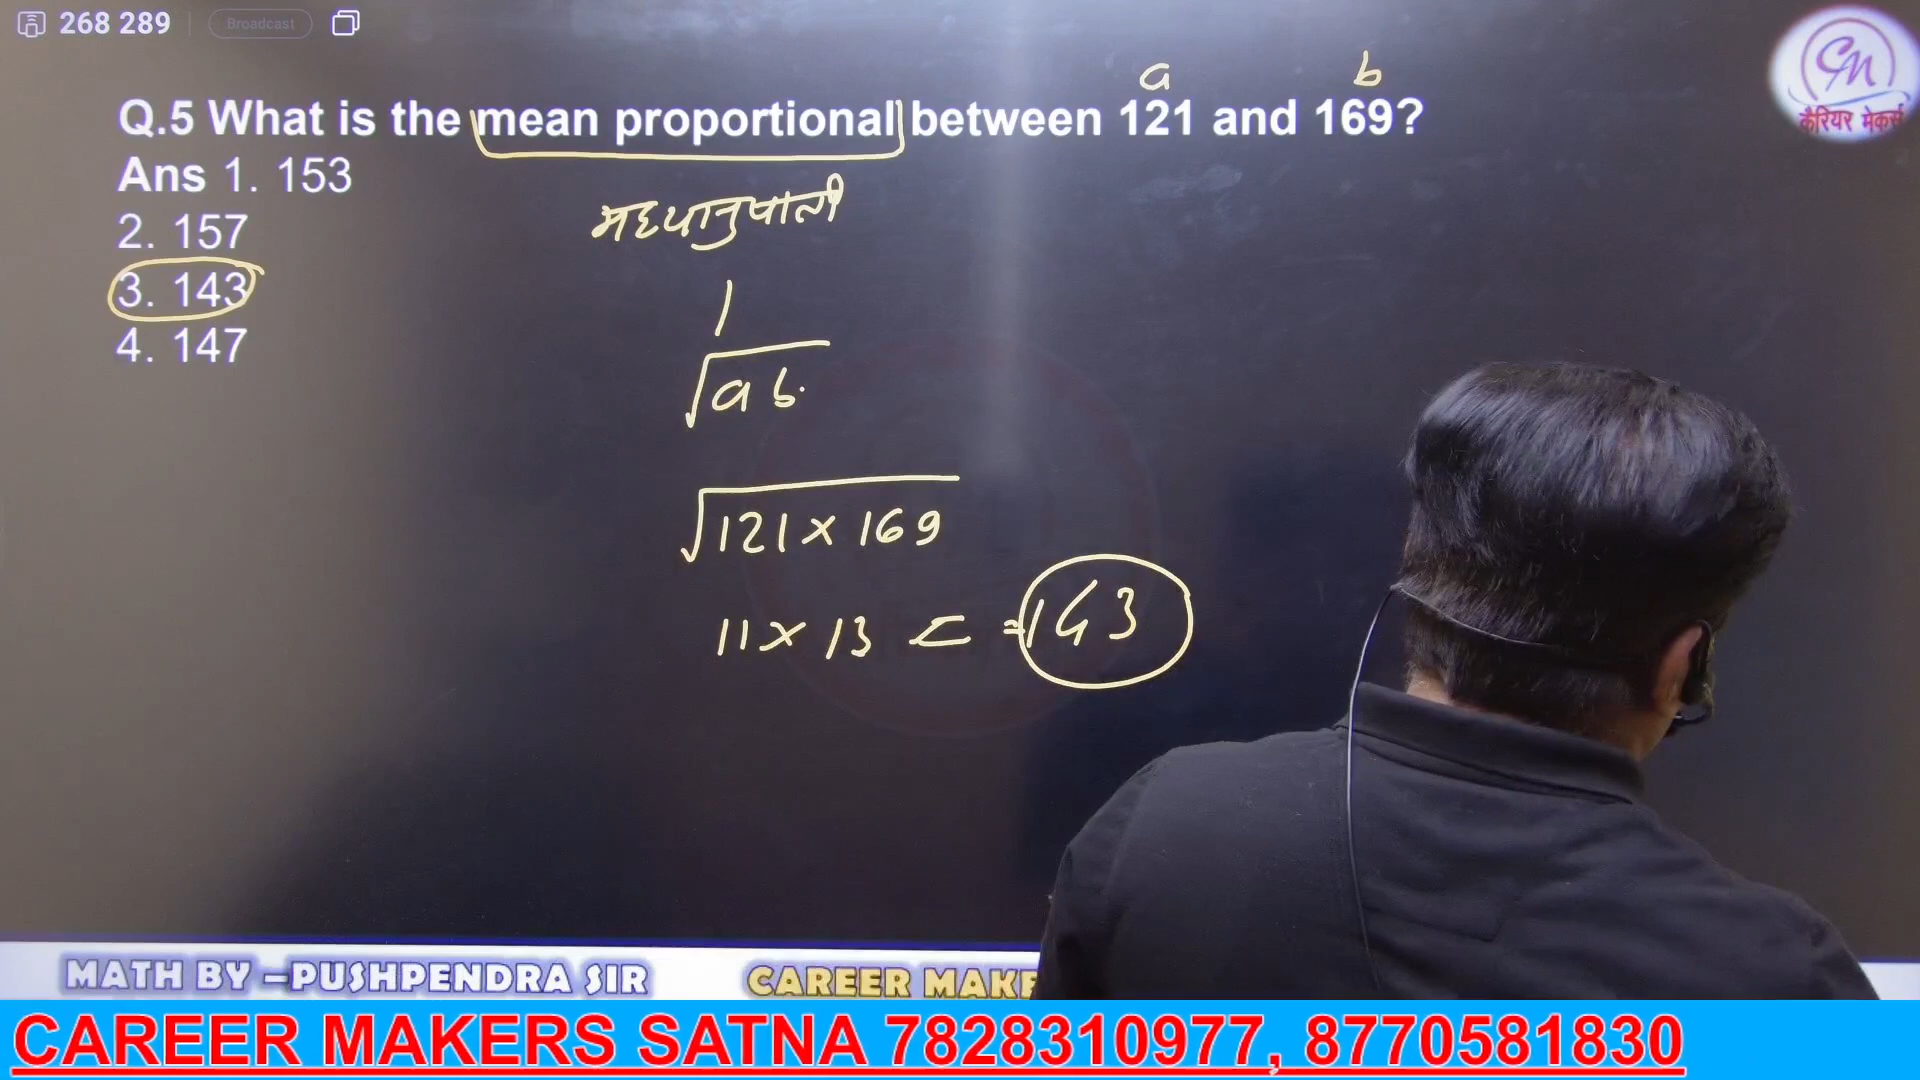 268 289
Broadcast
a b
Q.5 What is the mean proportional between 121 and 169?
Ans 1. 153
2. 157
3. 143
4. 147
मध्यानुपाती
√ab
√121 × 169
11 × 13 = 143
CM
कैरियर मेकर्स
MATH BY –PUSHPENDRA SIR
CAREER MAKE
CAREER MAKERS SATNA 7828310977, 8770581830